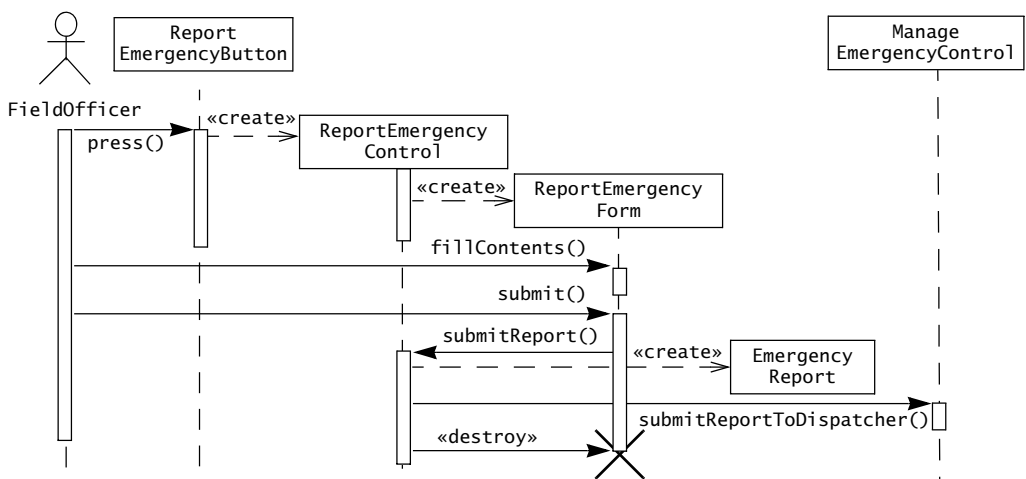 Report
EmergencyButton
Manage
EmergencyControl
FieldOfficer
press()
«create»
ReportEmergency
Control
«create»
ReportEmergency
Form
fillContents()
submit()
submitReport()
«create»
Emergency
Report
submitReportToDispatcher()
«destroy»